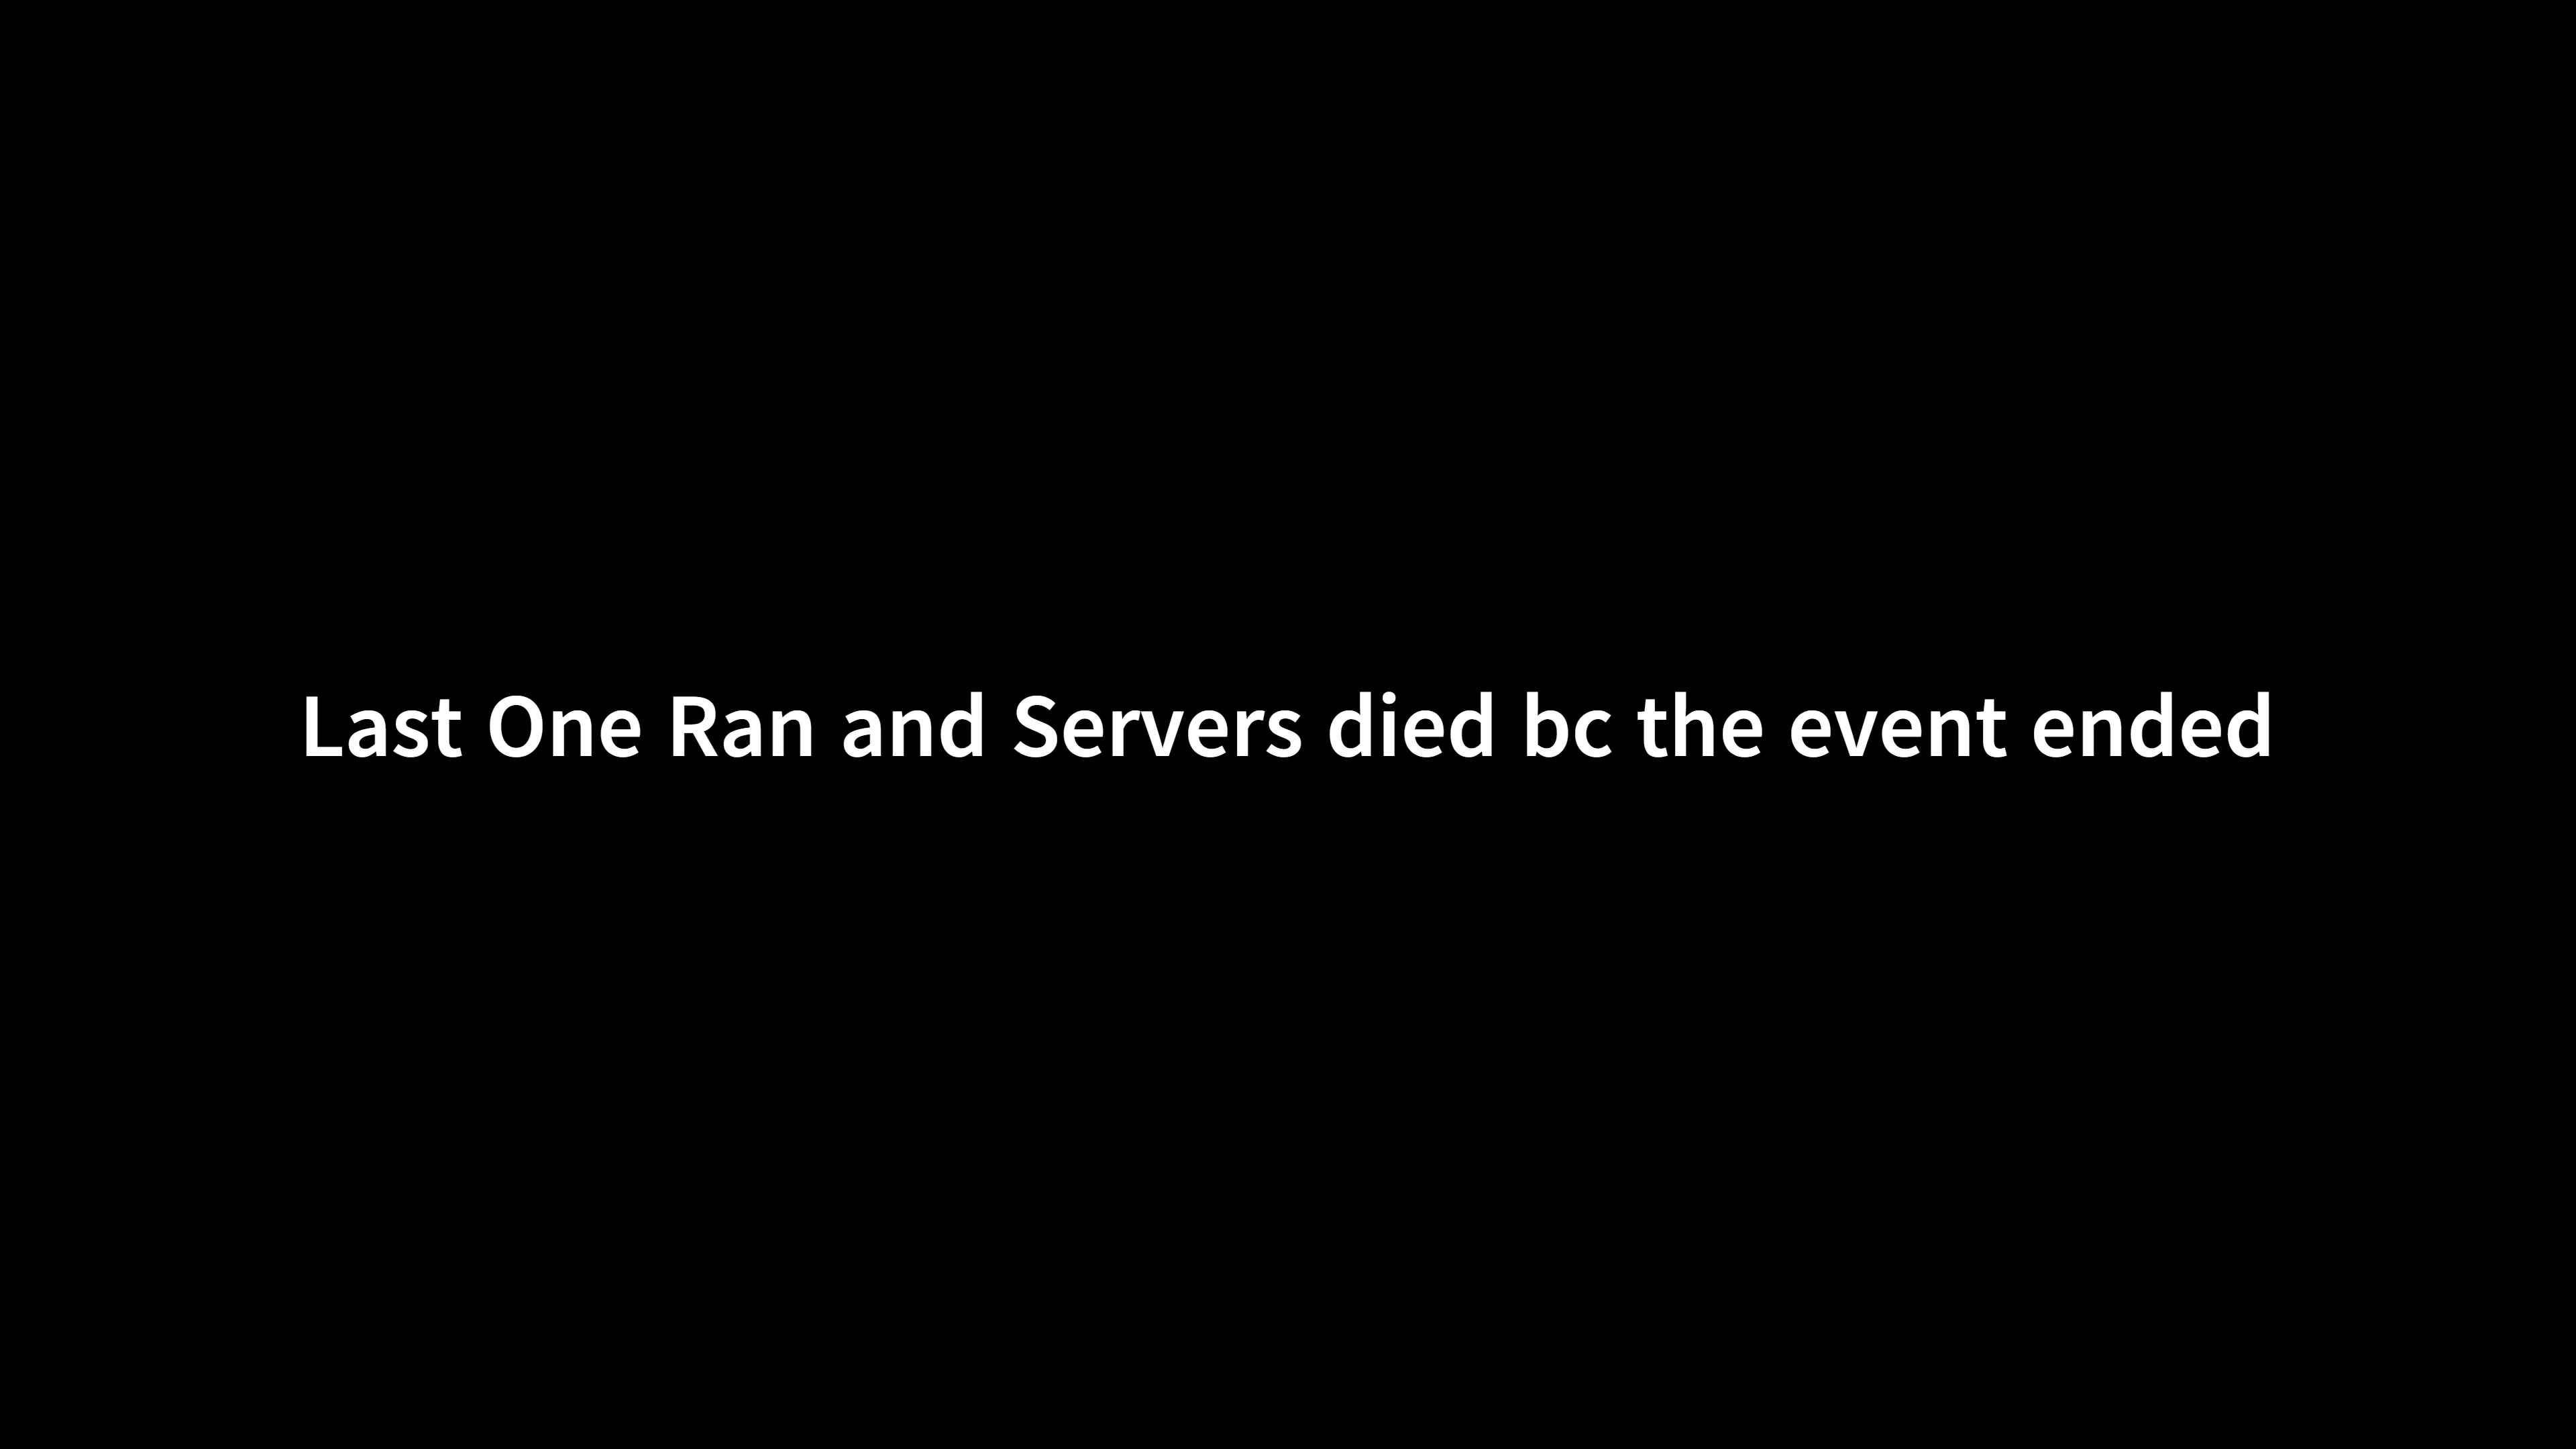 Last One Ran and Servers died bc the event ended